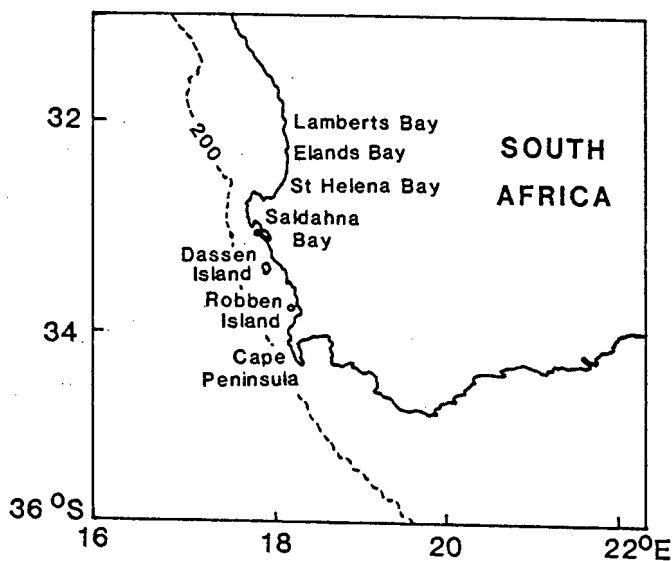 32
34
36 °S
16
18
20
22°E
200
Lamberts Bay
Elands Bay
St Helena Bay
Saldahna
Bay
Dassen
Island
Robben
Island
Cape
Peninsula
SOUTH
AFRICA